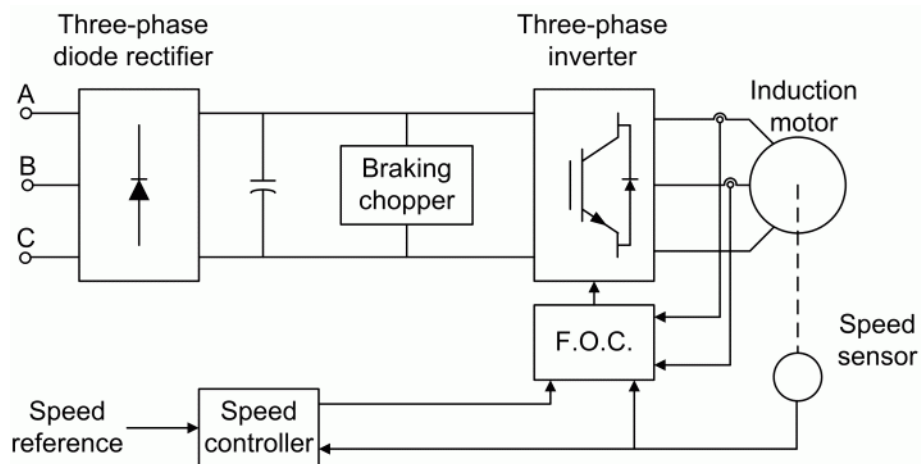 Three-phase
diode rectifier
Three-phase
inverter
A
B
C
Braking
chopper
Induction
motor
F.O.C.
Speed
sensor
Speed
reference
Speed
controller